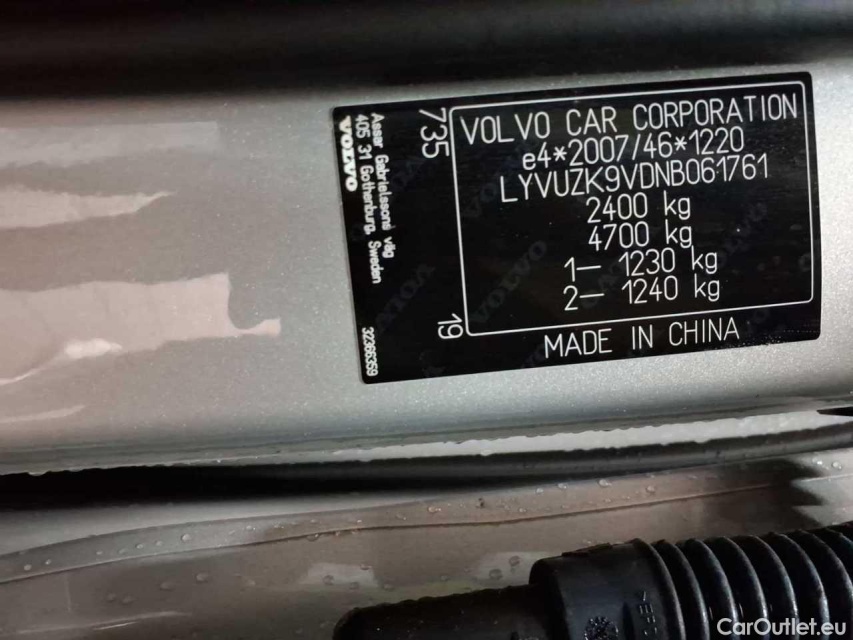 VOLVO CAR CORPORATION
e4*2007/46*1220
LYVUZK9VDNB061761
2400 kg
4700 kg
1— 1230 kg
2— 1240 kg
MADE IN CHINA
735
19
VOLVO
Assar Gabrielssons väg
405 31 Gothenburg, Sweden
32366359
CarOutlet.eu